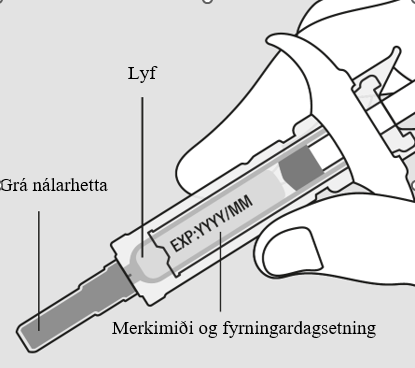 Lyf
Grá nálarhetta
EXP:YYYY/MM
Merkimiði og fyrningardagsetning